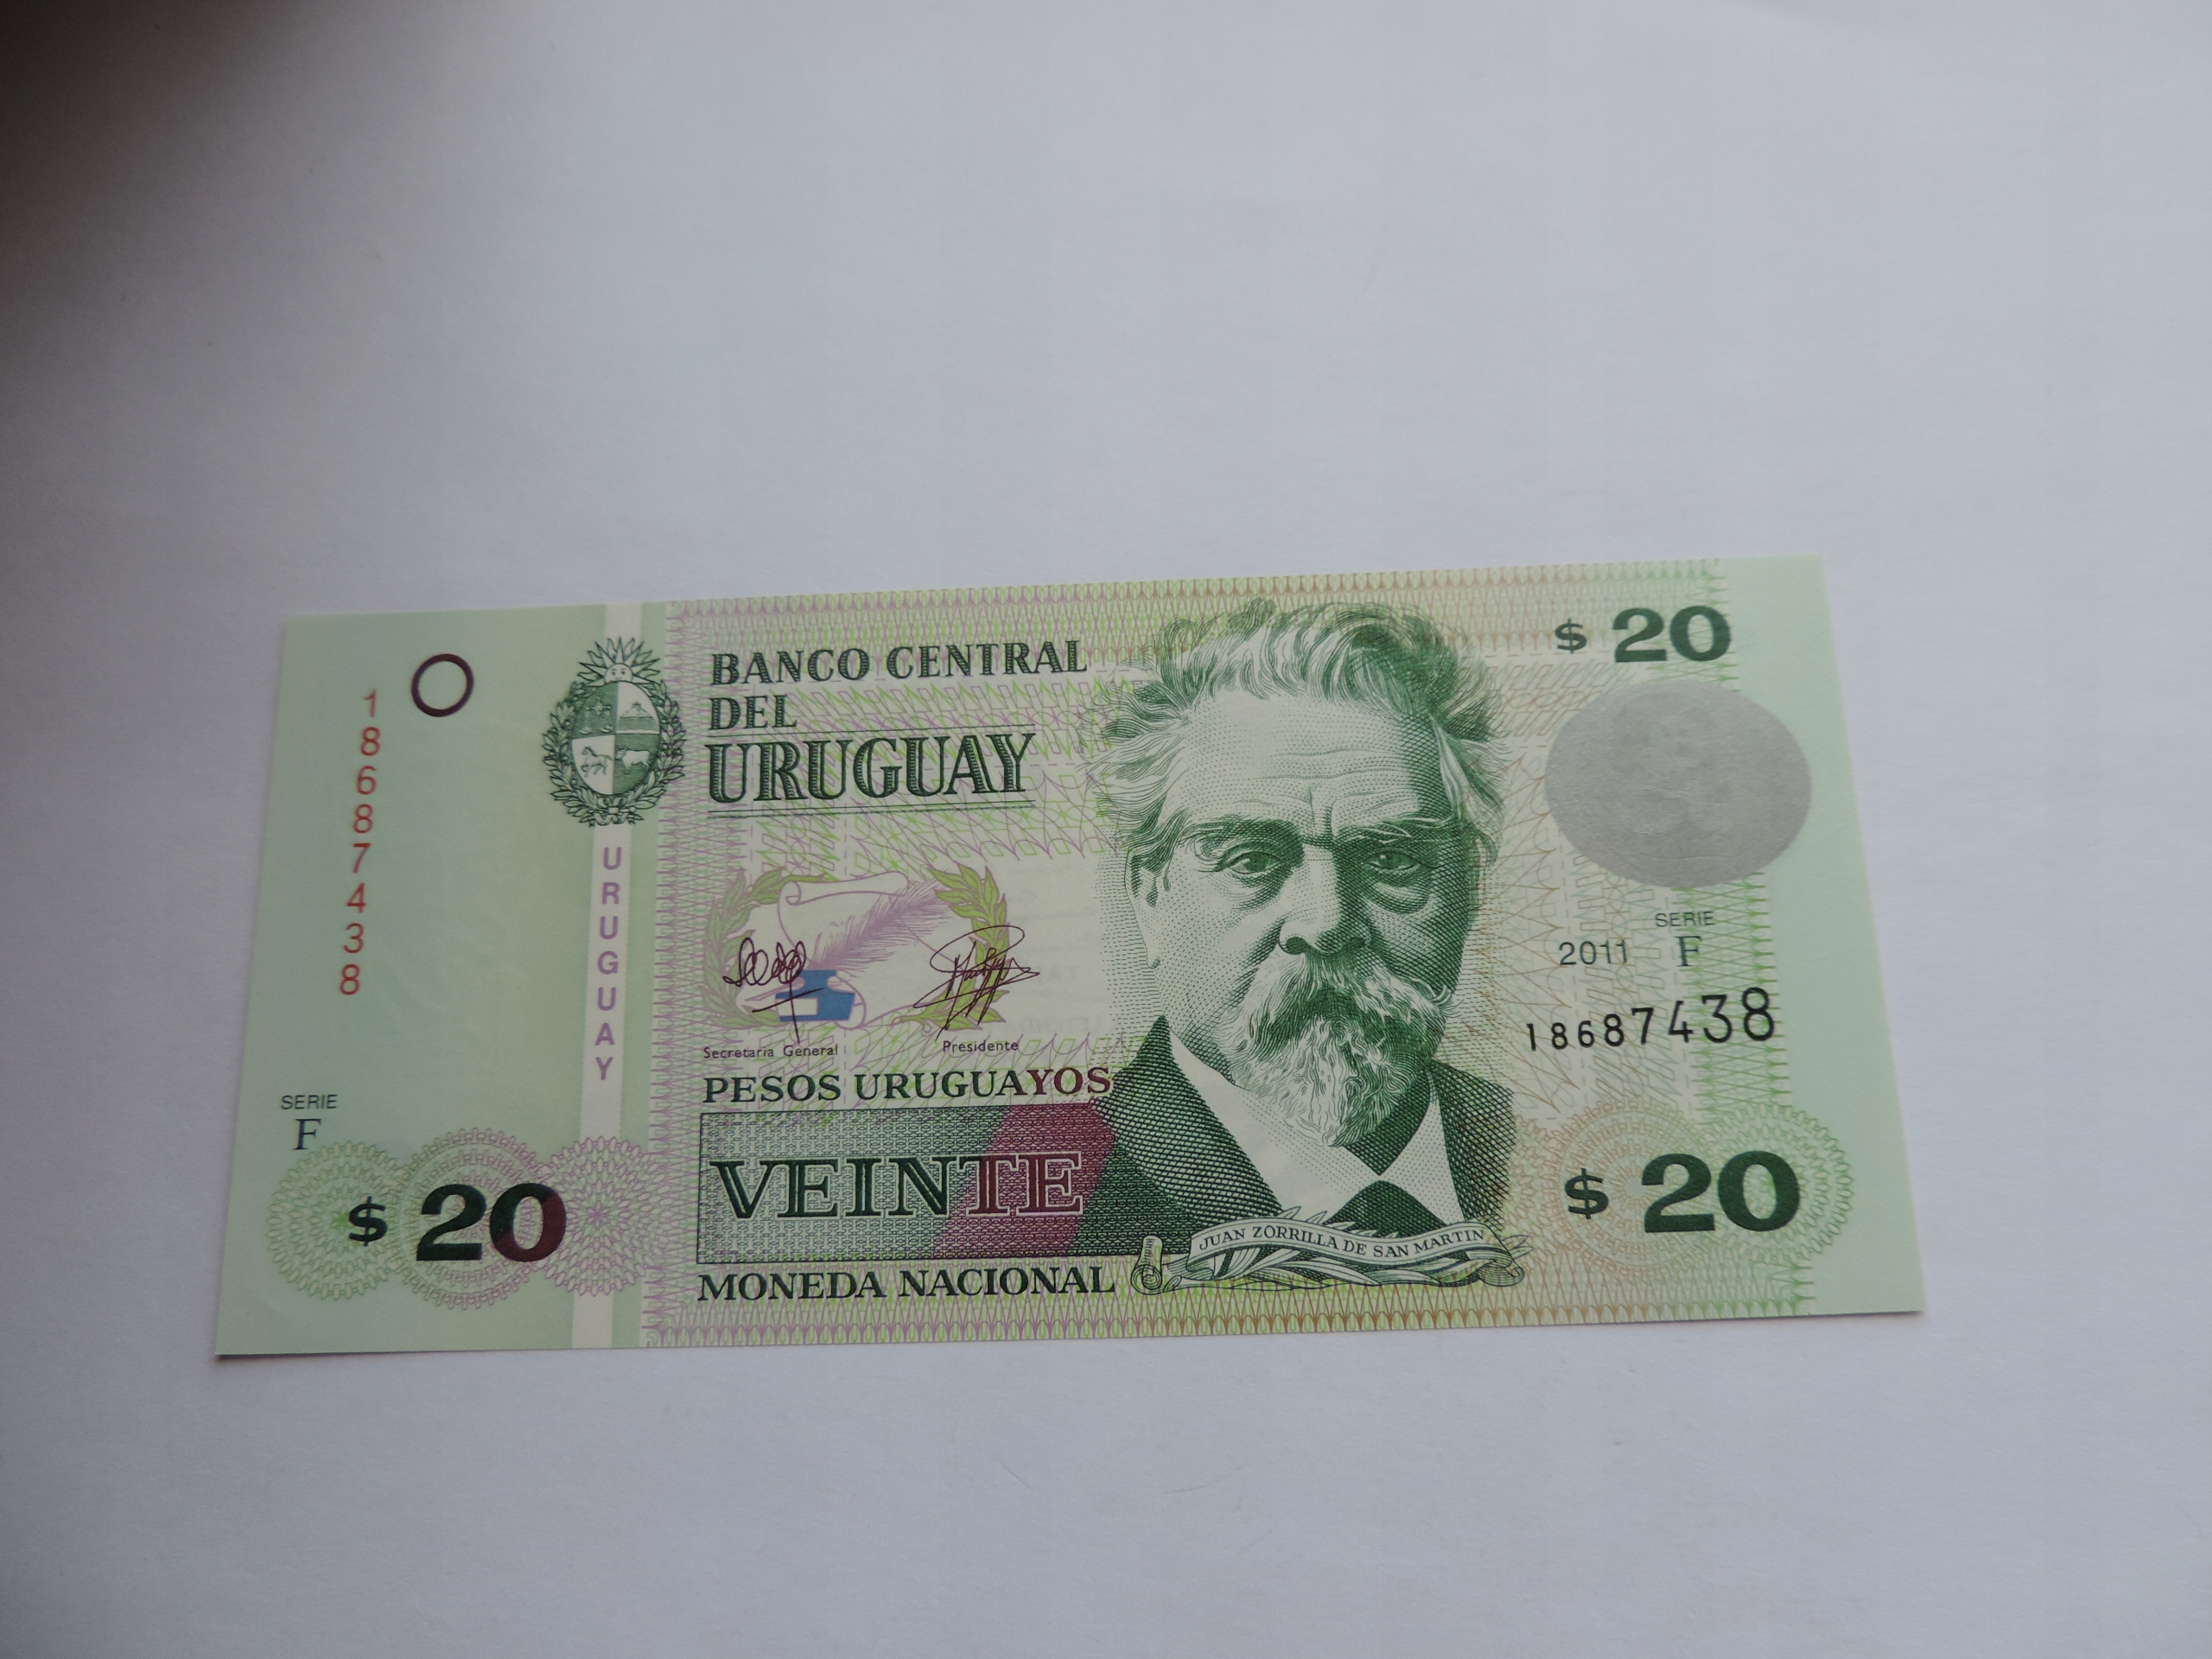 1
8
6
8
7
4
3
8
SERIE
F
$ 20
URUGUAY
BANCO CENTRAL
DEL
URUGUAY
Secretaria General
Presidente
PESOS URUGUAYOS
VEINTE
MONEDA NACIONAL
JUAN ZORRILLA DE SAN MARTIN
$ 20
SERIE
2011 F
18687438
$ 20